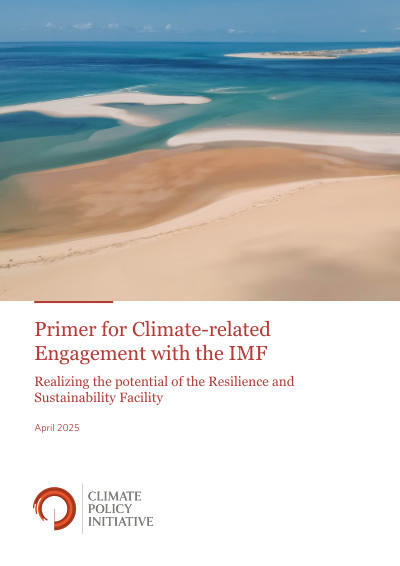 Primer for Climate-related
Engagement with the IMF
Realizing the potential of the Resilience and
Sustainability Facility
April 2025
CLIMATE
POLICY
INITIATIVE